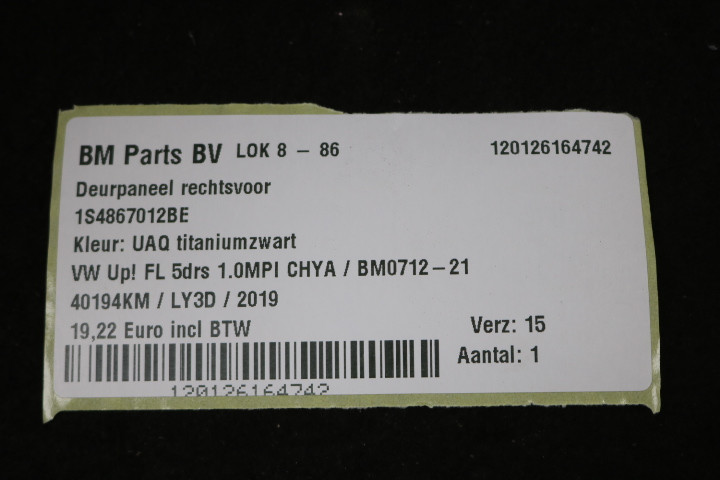 BM Parts BV LOK 8 - 86 120126164742
Deurpaneel rechtsvoor
1S4867012BE
Kleur: UAQ titaniumzwart
VW Up! FL 5drs 1.0MPI CHYA / BM0712-21
40194KM / LY3D / 2019
19,22 Euro incl BTW Verz: 15
Aantal: 1
120126164742